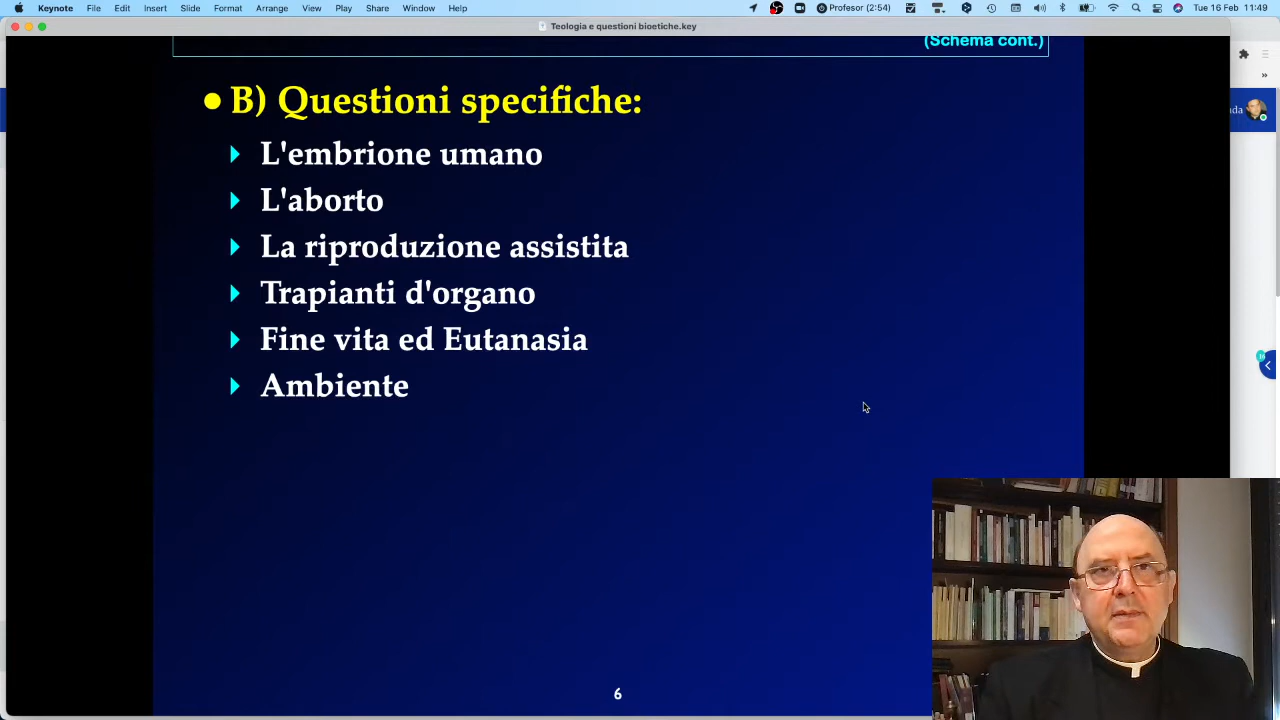 Keynote File Edit Insert Slide Format Arrange View Play Share Window Help Profesor (2:54) Tue 16 Feb 11:49
Teologia e questioni bioetiche.key
(Schema cont.)
B) Questioni specifiche:
L'embrione umano
L'aborto
La riproduzione assistita
Trapianti d'organo
Fine vita ed Eutanasia
Ambiente
6